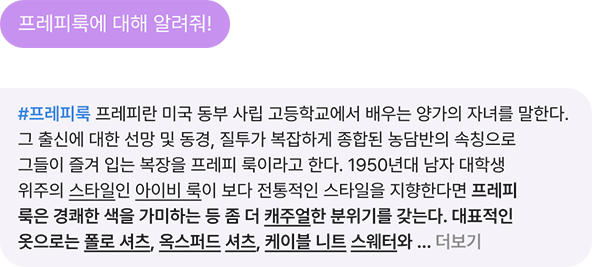 프레피룩에 대해 알려줘!
#프레피룩 프레피란 미국 동부 사립 고등학교에서 배우는 양가의 자녀를 말한다.
그 출신에 대한 선망 및 동경, 질투가 복잡하게 종합된 농담반의 속칭으로
그들이 즐겨 입는 복장을 프레피 룩이라고 한다. 1950년대 남자 대학생
위주의 스타일인 아이비 룩이 보다 전통적인 스타일을 지향한다면 프레피
룩은 경쾌한 색을 가미하는 등 좀 더 캐주얼한 분위기를 갖는다. 대표적인
옷으로는 폴로 셔츠, 옥스퍼드 셔츠, 케이블 니트 스웨터와 ... 더보기